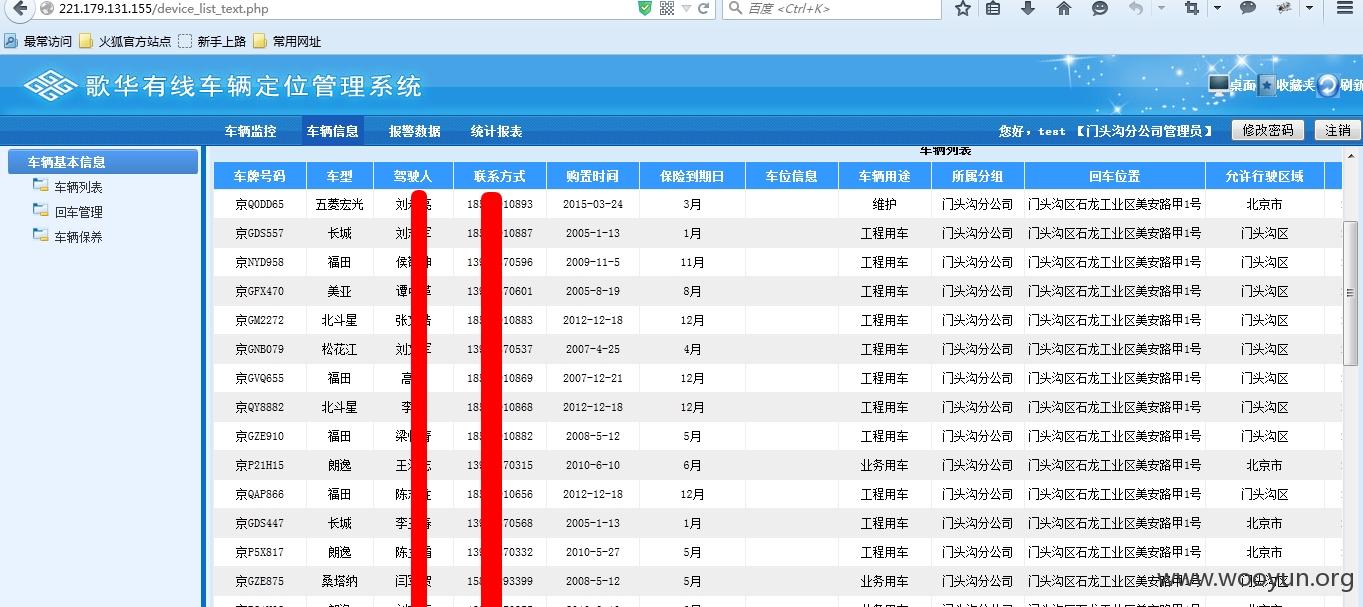 221.179.131.155/device_list_text.php
百度 <Ctrl+K>
最常访问 火狐官方站点 新手上路 常用网址
歌华有线车辆定位管理系统
桌面 收藏夹 刷新
车辆监控 车辆信息 报警数据 统计报表 您好，test 【门头沟分公司管理员】 修改密码 注销
车辆基本信息
车辆列表
回车管理
车辆保养
车辆列表
车牌号码 车型 驾驶人 联系方式 购置时间 保险到期日 车位信息 车辆用途 所属分组 回车位置 允许行驶区域
京Q0DD65 五菱宏光 刘 亮 18 10893 2015-03-24 3月 维护 门头沟分公司 门头沟区石龙工业区美安路甲1号 北京市
京GDS557 长城 刘 军 18 10887 2005-1-13 1月 工程用车 门头沟分公司 门头沟区石龙工业区美安路甲1号 门头沟区
京NYD958 福田 侯 坤 139 70596 2009-11-5 11月 工程用车 门头沟分公司 门头沟区石龙工业区美安路甲1号 门头沟区
京GFX470 美亚 谭 革 139 70601 2005-8-19 8月 工程用车 门头沟分公司 门头沟区石龙工业区美安路甲1号 门头沟区
京GM2272 北斗星 张 浩 18 10883 2012-12-18 12月 工程用车 门头沟分公司 门头沟区石龙工业区美安路甲1号 门头沟区
京GNB079 松花江 刘 军 139 70537 2007-4-25 4月 工程用车 门头沟分公司 门头沟区石龙工业区美安路甲1号 门头沟区
京GVQ655 福田 高 18 10869 2007-12-21 12月 工程用车 门头沟分公司 门头沟区石龙工业区美安路甲1号 门头沟区
京QY8882 北斗星 李 18 10868 2012-12-18 12月 工程用车 门头沟分公司 门头沟区石龙工业区美安路甲1号 门头沟区
京GZE910 福田 梁 18 10882 2008-5-12 5月 工程用车 门头沟分公司 门头沟区石龙工业区美安路甲1号 门头沟区
京P21H15 朗逸 王 志 139 70315 2010-6-10 6月 业务用车 门头沟分公司 门头沟区石龙工业区美安路甲1号 北京市
京QAP866 福田 陈 18 10656 2012-12-18 12月 工程用车 门头沟分公司 门头沟区石龙工业区美安路甲1号 门头沟区
京GDS447 长城 李 春 139 70568 2005-1-13 1月 工程用车 门头沟分公司 门头沟区石龙工业区美安路甲1号 北京市
京P5X817 朗逸 陈 139 70332 2010-5-27 5月 工程用车 门头沟分公司 门头沟区石龙工业区美安路甲1号 北京市
京GZE875 桑塔纳 闫 贺 158 93399 2008-5-12 5月 业务用车 门头沟分公司 门头沟区石龙工业区美安路甲1号 门头沟区
www.wooyun.org